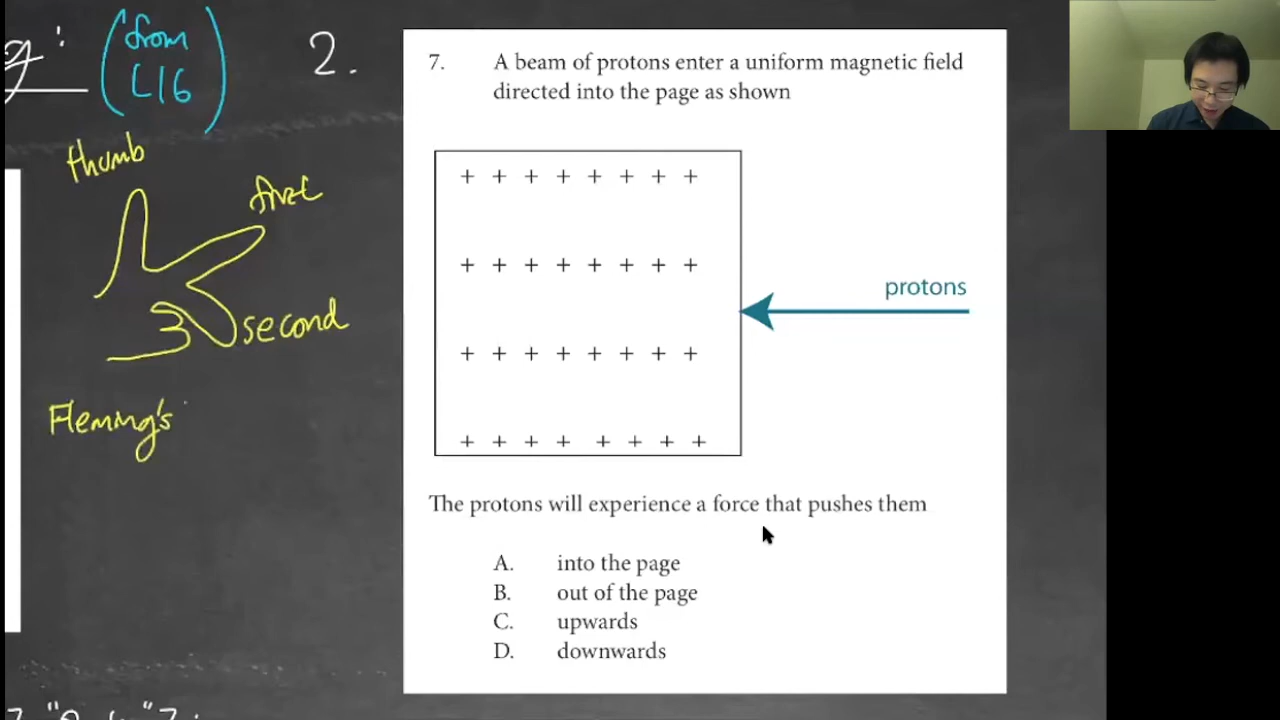 g: (from L16)
2.
thumb
first
second
Fleming's
7. A beam of protons enter a uniform magnetic field
directed into the page as shown
+ + + + + + + +
+ + + + + + + +
protons
+ + + + + + + +
+ + + + + + + +
The protons will experience a force that pushes them
A. into the page
B. out of the page
C. upwards
D. downwards